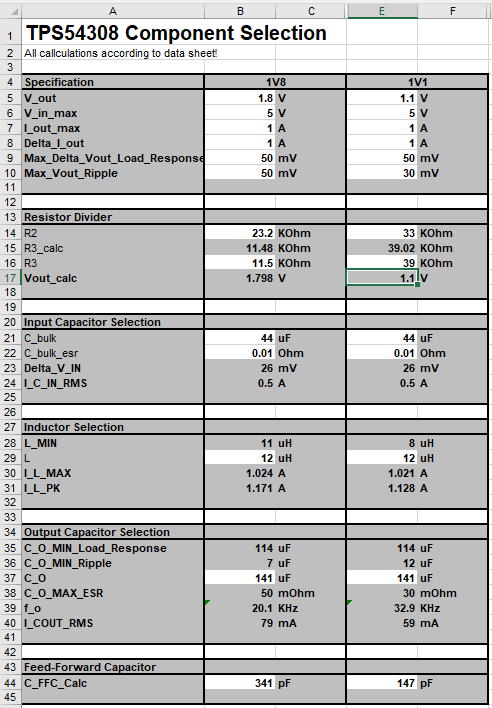 A B C E F
1 TPS54308 Component Selection
2 All callculations according to data sheet!
3
4 Specification 1V8 1V1
5 V_out 1.8 V 1.1 V
6 V_in_max 5 V 5 V
7 I_out_max 1 A 1 A
8 Delta_I_out 1 A 1 A
9 Max_Delta_Vout_Load_Response 50 mV 50 mV
10 Max_Vout_Ripple 50 mV 30 mV
11
12
13 Resistor Divider
14 R2 23.2 KOhm 33 KOhm
15 R3_calc 11.48 KOhm 39.02 KOhm
16 R3 11.5 KOhm 39 KOhm
17 Vout_calc 1.798 V 1.1 V
18
19
20 Input Capacitor Selection
21 C_bulk 44 uF 44 uF
22 C_bulk_esr 0.01 Ohm 0.01 Ohm
23 Delta_V_IN 26 mV 26 mV
24 I_C_IN_RMS 0.5 A 0.5 A
25
26
27 Inductor Selection
28 L_MIN 11 uH 8 uH
29 L 12 uH 12 uH
30 I_L_MAX 1.024 A 1.021 A
31 I_L_PK 1.171 A 1.128 A
32
33
34 Output Capacitor Selection
35 C_O_MIN_Load_Response 114 uF 114 uF
36 C_O_MIN_Ripple 7 uF 12 uF
37 C_O 141 uF 141 uF
38 C_O_MAX_ESR 50 mOhm 30 mOhm
39 f_o 20.1 KHz 32.9 KHz
40 I_COUT_RMS 79 mA 59 mA
41
42
43 Feed-Forward Capacitor
44 C_FFC_Calc 341 pF 147 pF
45